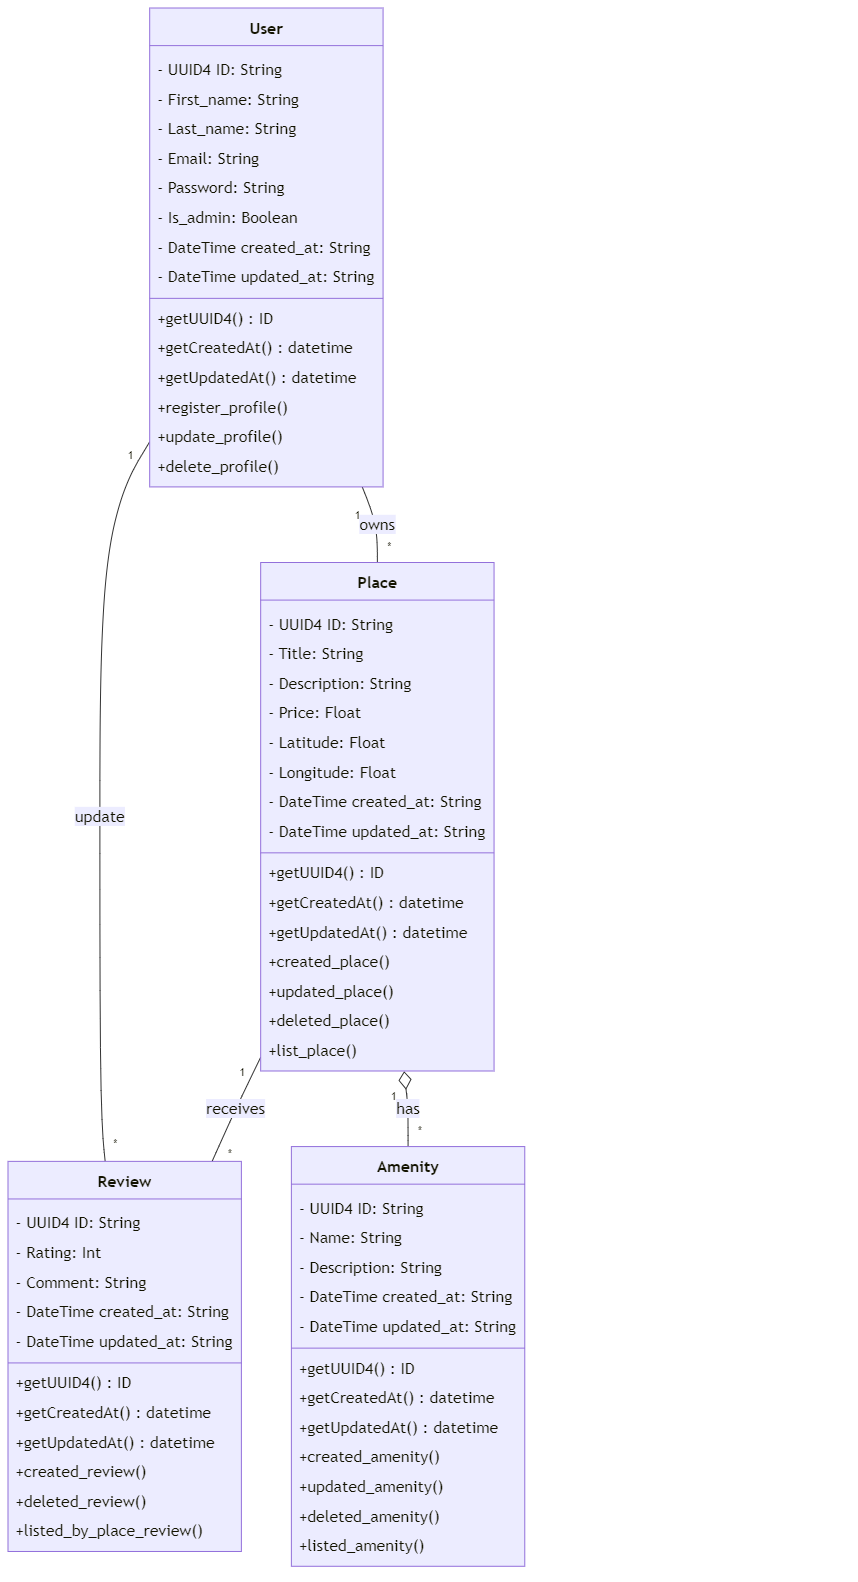 User
- UUID4 ID: String
- First_name: String
- Last_name: String
- Email: String
- Password: String
- Is_admin: Boolean
- DateTime created_at: String
- DateTime updated_at: String
+getUUID4() : ID
+getCreatedAt() : datetime
+getUpdatedAt() : datetime
+register_profile()
+update_profile()
+delete_profile()
1
1
owns
*
Place
- UUID4 ID: String
- Title: String
- Description: String
- Price: Float
- Latitude: Float
- Longitude: Float
- DateTime created_at: String
- DateTime updated_at: String
+getUUID4() : ID
+getCreatedAt() : datetime
+getUpdatedAt() : datetime
+created_place()
+updated_place()
+deleted_place()
+list_place()
update
1
receives
*
*
1
has
*
Review
- UUID4 ID: String
- Rating: Int
- Comment: String
- DateTime created_at: String
- DateTime updated_at: String
+getUUID4() : ID
+getCreatedAt() : datetime
+getUpdatedAt() : datetime
+created_review()
+deleted_review()
+listed_by_place_review()
Amenity
- UUID4 ID: String
- Name: String
- Description: String
- DateTime created_at: String
- DateTime updated_at: String
+getUUID4() : ID
+getCreatedAt() : datetime
+getUpdatedAt() : datetime
+created_amenity()
+updated_amenity()
+deleted_amenity()
+listed_amenity()